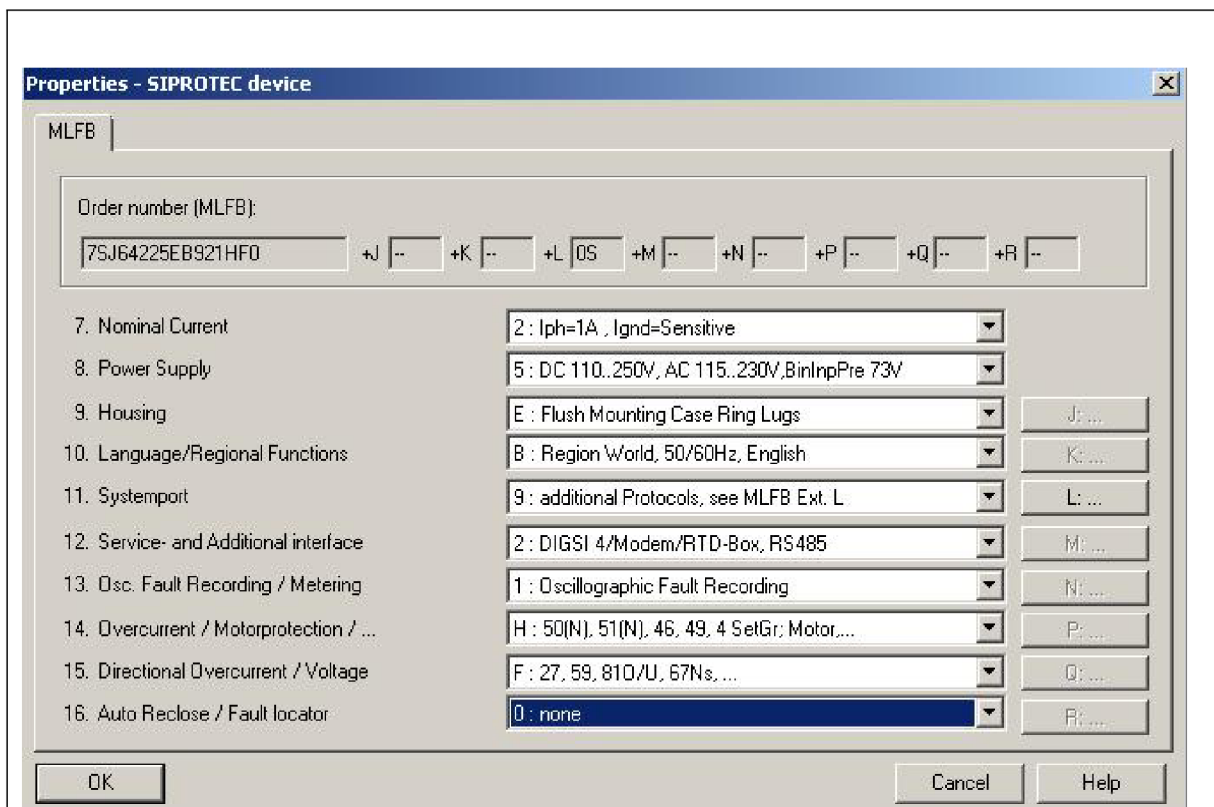 Properties - SIPROTEC device
MLFB
Order number (MLFB):
7SJ64225EB921HF0 +J -- +K -- +L 0S +M -- +N -- +P -- +Q -- +R --
7. Nominal Current 2 : Iph=1A , Ignd=Sensitive
8. Power Supply 5 : DC 110..250V, AC 115..230V,BinInpPre 73V
9. Housing E : Flush Mounting Case Ring Lugs J: ...
10. Language/Regional Functions B : Region World, 50/60Hz, English K: ...
11. Systemport 9 : additional Protocols, see MLFB Ext. L L: ...
12. Service- and Additional interface 2 : DIGSI 4/Modem/RTD-Box, RS485 M: ...
13. Osc. Fault Recording / Metering 1 : Oscillographic Fault Recording N: ...
14. Overcurrent / Motorprotection / ... H : 50(N), 51(N), 46, 49, 4 SetGr; Motor,... P: ...
15. Directional Overcurrent / Voltage F : 27, 59, 81O/U, 67Ns, ... Q: ...
16. Auto Reclose / Fault locator 0 : none R: ...
OK Cancel Help